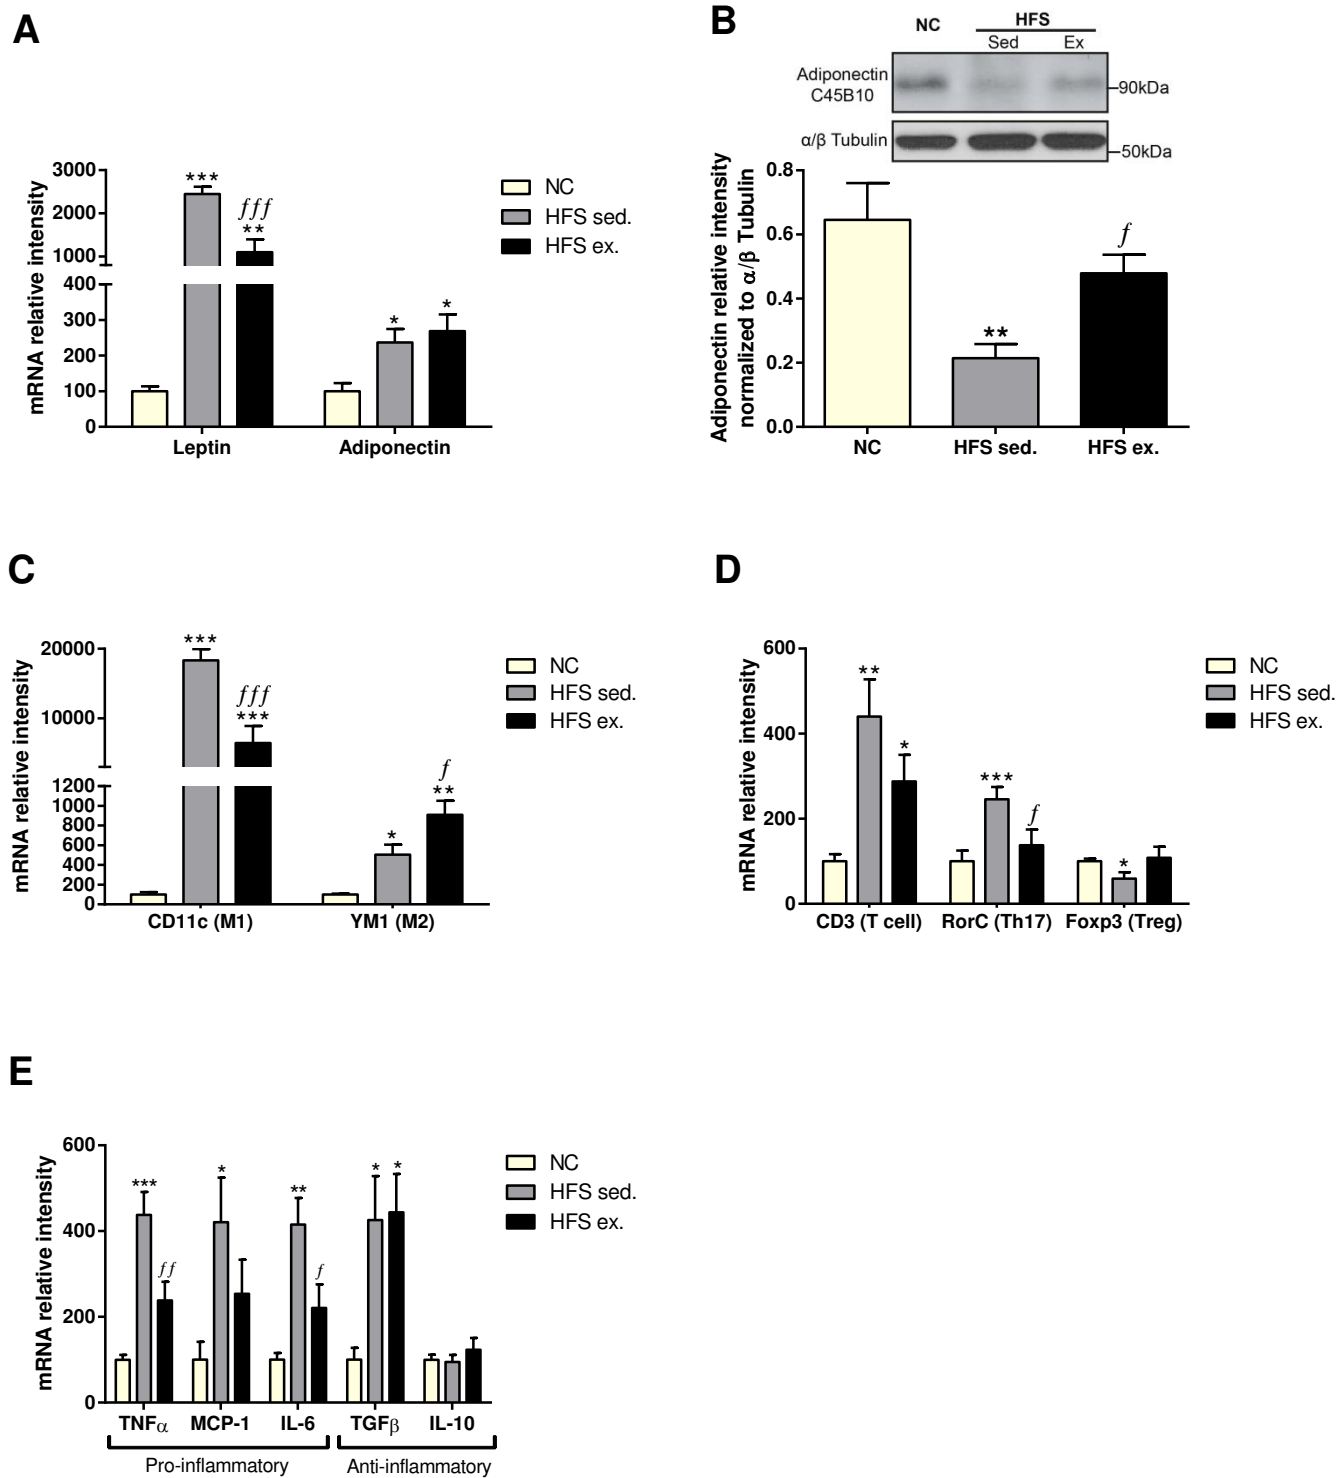 A
mRNA relative intensity
3000
2000
1000
400
300
200
100
0
***
fff
**
*
*
Leptin
Adiponectin
NC
HFS sed.
HFS ex.
B
NC
HFS
Sed
Ex
Adiponectin
C45B10
90kDa
α/β Tubulin
50kDa
Adiponectin relative intensity
normalized to α/β Tubulin
0.8
0.6
0.4
0.2
0.0
**
f
NC
HFS sed.
HFS ex.
C
mRNA relative intensity
20000
10000
1200
1000
800
600
400
200
0
***
fff
***
*
f
**
CD11c (M1)
YM1 (M2)
NC
HFS sed.
HFS ex.
D
mRNA relative intensity
600
400
200
0
**
*
***
f
*
CD3 (T cell)
RorC (Th17)
Foxp3 (Treg)
NC
HFS sed.
HFS ex.
E
mRNA relative intensity
600
400
200
0
***
ff
*
**
f
*
*
TNFα
MCP-1
IL-6
TGFβ
IL-10
Pro-inflammatory
Anti-inflammatory
NC
HFS sed.
HFS ex.